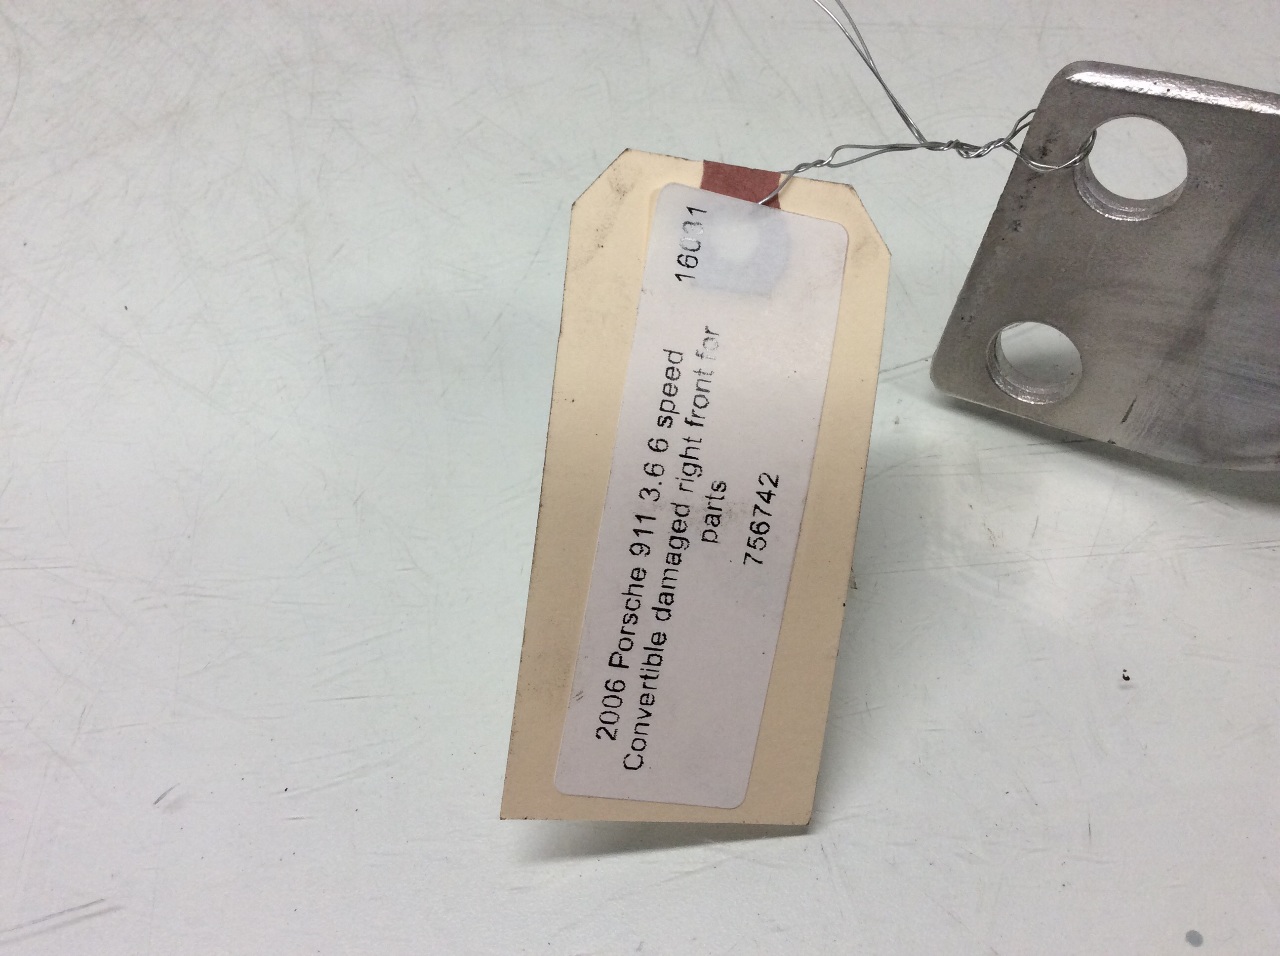 2006 Porsche 911 3.6 6 speed
Convertible damaged right front for
parts
756742
16031